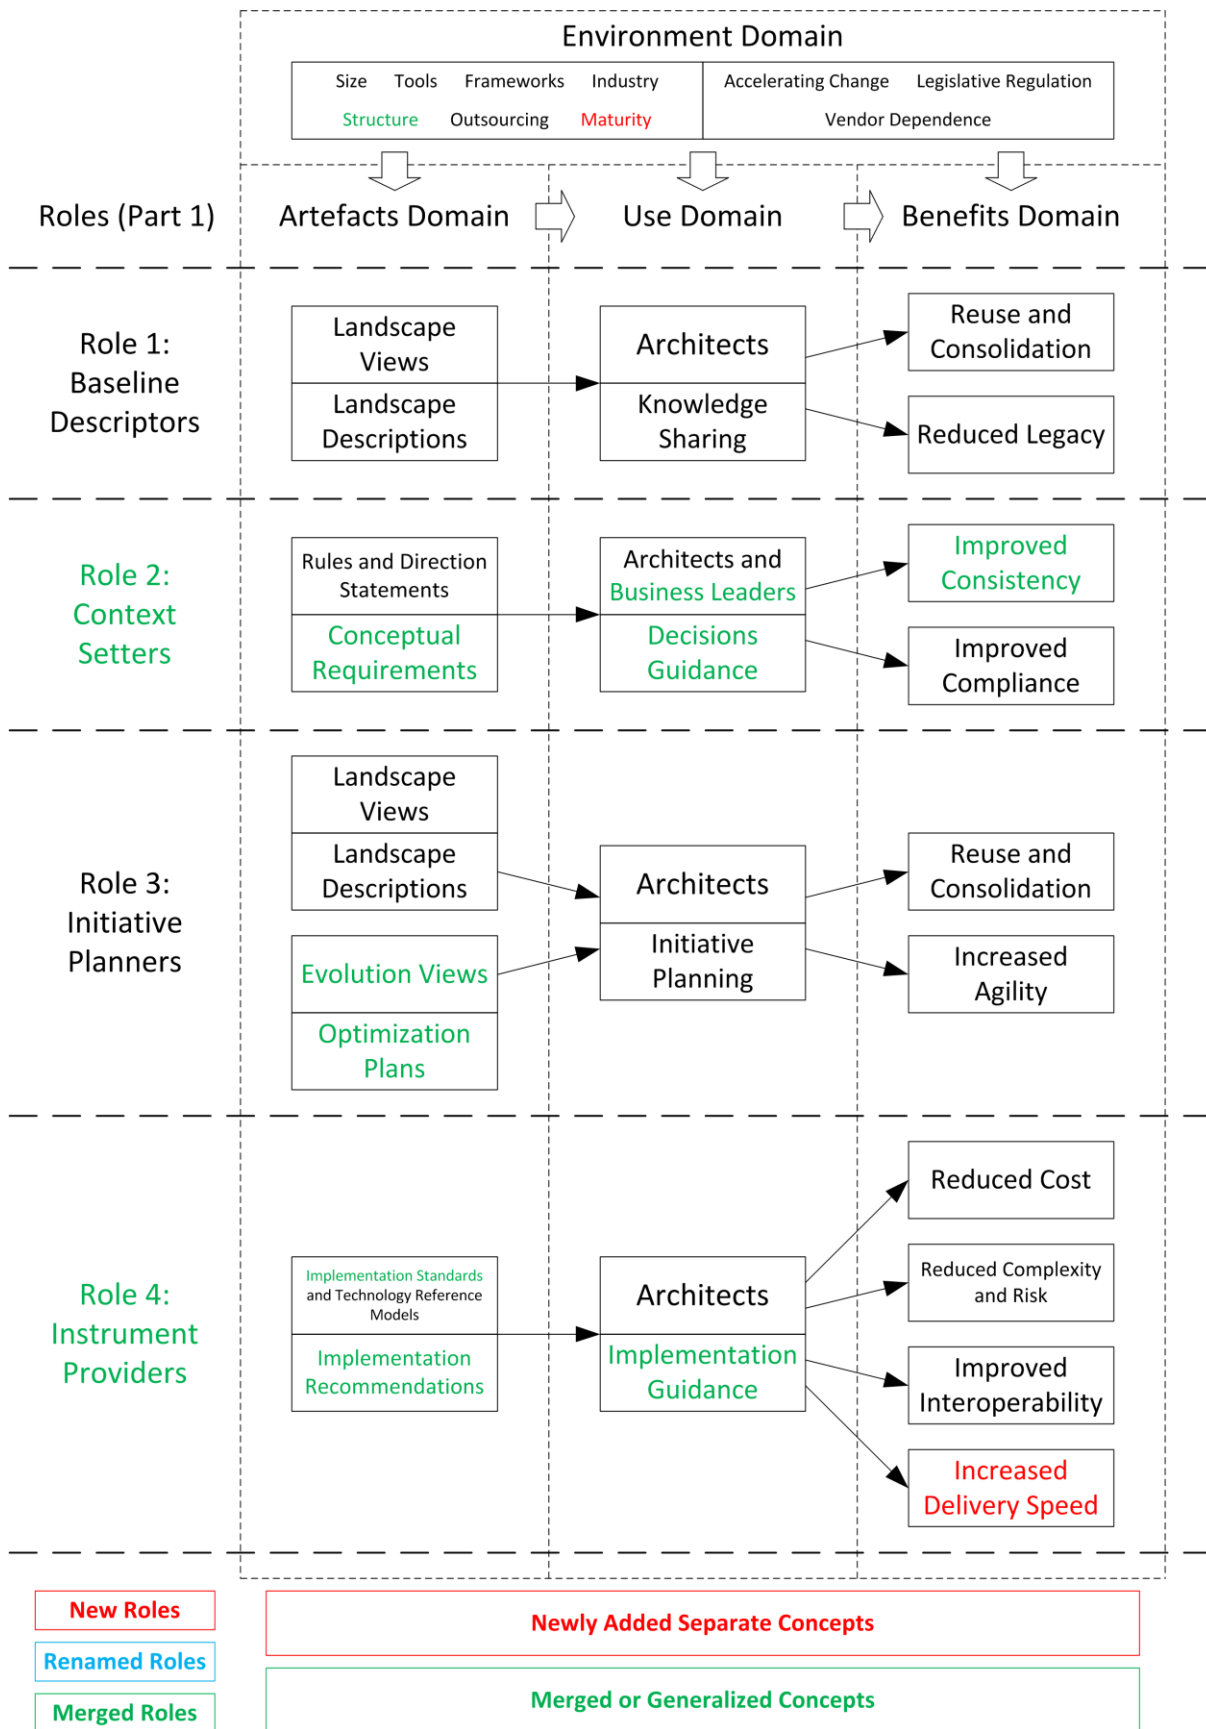 Environment Domain
Size Tools Frameworks Industry
Structure Outsourcing Maturity
Accelerating Change Legislative Regulation
Vendor Dependence
Roles (Part 1)
Artefacts Domain
Use Domain
Benefits Domain
Role 1:
Baseline
Descriptors
Landscape
Views
Landscape
Descriptions
Architects
Knowledge
Sharing
Reuse and
Consolidation
Reduced Legacy
Role 2:
Context
Setters
Rules and Direction
Statements
Conceptual
Requirements
Architects and
Business Leaders
Decisions
Guidance
Improved
Consistency
Improved
Compliance
Role 3:
Initiative
Planners
Landscape
Views
Landscape
Descriptions
Evolution Views
Optimization
Plans
Architects
Initiative
Planning
Reuse and
Consolidation
Increased
Agility
Role 4:
Instrument
Providers
Implementation Standards
and Technology Reference
Models
Implementation
Recommendations
Architects
Implementation
Guidance
Reduced Cost
Reduced Complexity
and Risk
Improved
Interoperability
Increased
Delivery Speed
New Roles
Renamed Roles
Merged Roles
Newly Added Separate Concepts
Merged or Generalized Concepts